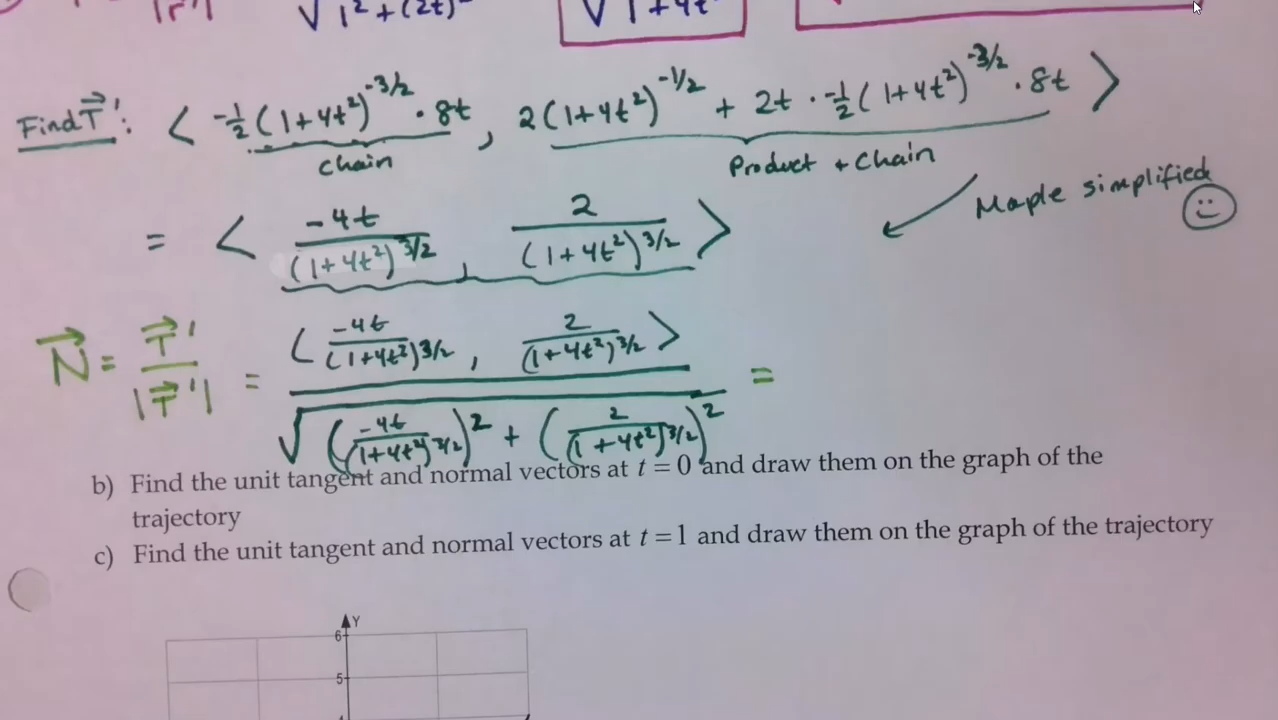 |r'| √ 1² + (2t)² √ 1 + 4t²
Find T⃗': < -½(1+4t²)^(-3/2) · 8t, 2(1+4t²)^(-1/2) + 2t · -½(1+4t²)^(-3/2) · 8t >
chain Product + Chain
Maple simplified
= < -4t/(1+4t²)^(3/2), 2/(1+4t²)^(3/2) >
N⃗ = T⃗'/|T⃗'| = < -4t/(1+4t²)^(3/2), 2/(1+4t²)^(3/2) > / √((-4t/(1+4t²)^(3/2))² + (2/(1+4t²)^(3/2))²) =
b) Find the unit tangent and normal vectors at t = 0 and draw them on the graph of the
trajectory
c) Find the unit tangent and normal vectors at t = 1 and draw them on the graph of the trajectory
Y
6
5